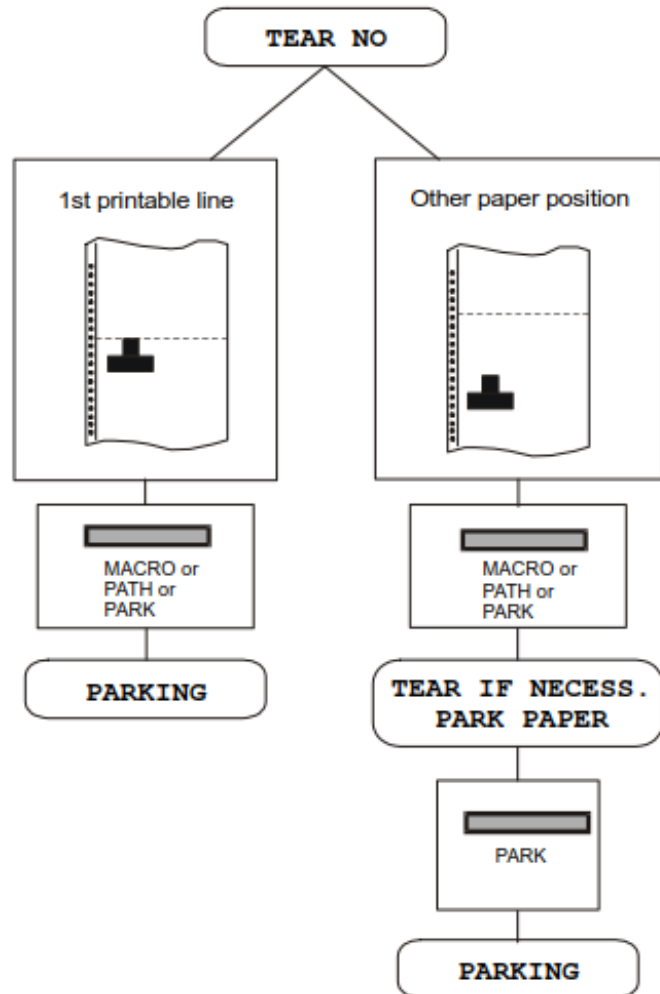 TEAR NO
1st printable line
MACRO or
PATH or
PARK
PARKING
Other paper position
MACRO or
PATH or
PARK
TEAR IF NECESS.
PARK PAPER
PARK
PARKING